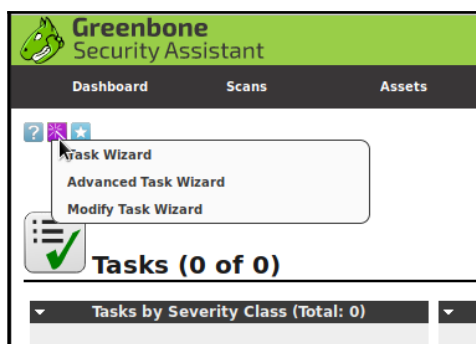 Greenbone
Security Assistant
Dashboard Scans Assets
?
Task Wizard
Advanced Task Wizard
Modify Task Wizard
Tasks (0 of 0)
Tasks by Severity Class (Total: 0)